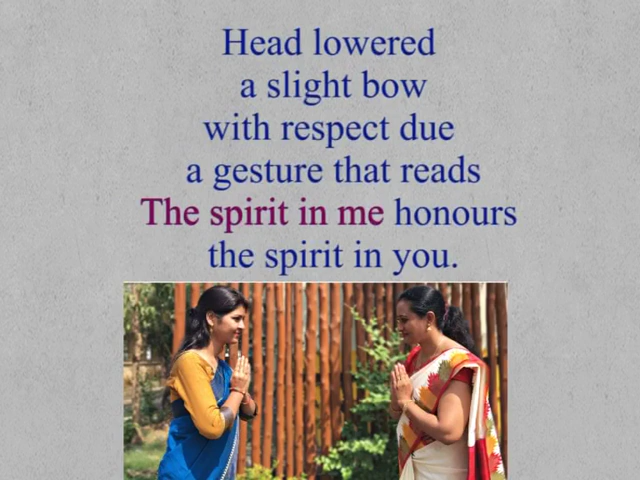 Head lowered
a slight bow
with respect due
a gesture that reads
The spirit in me honours
the spirit in you.